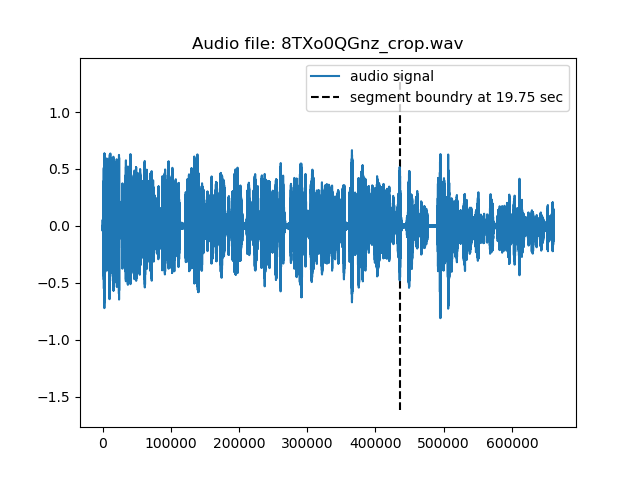 Audio file: 8TXo0QGnz_crop.wav
audio signal
segment boundry at 19.75 sec
1.0
0.5
0.0
−0.5
−1.0
−1.5
0 100000 200000 300000 400000 500000 600000